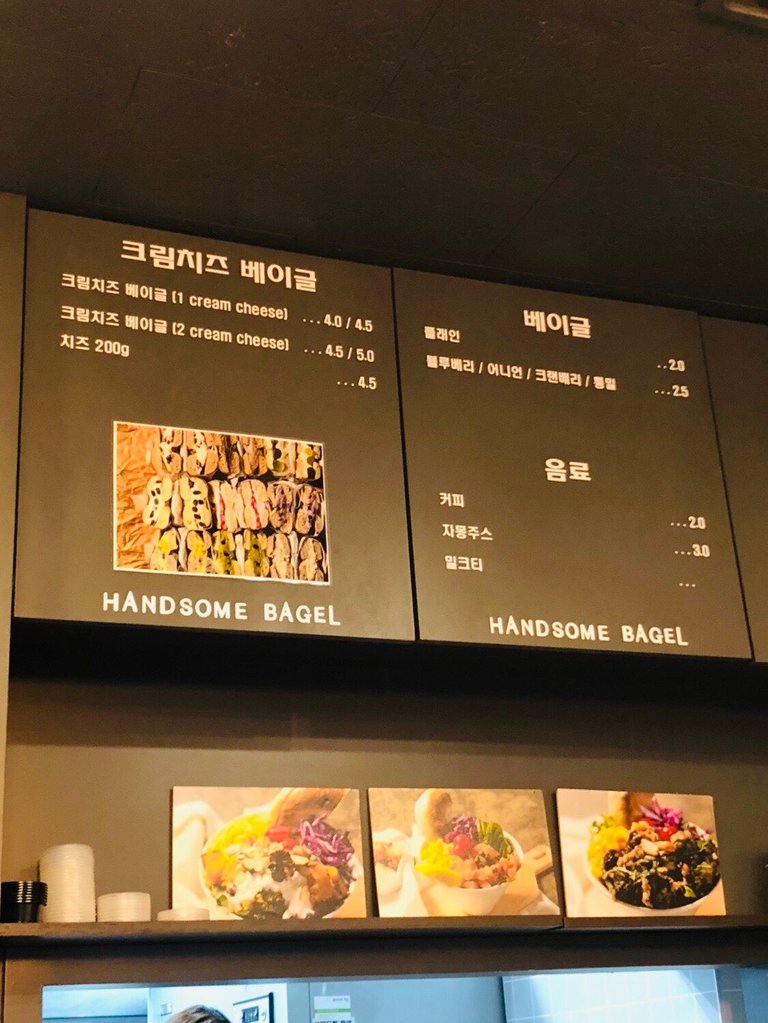 크림치즈 베이글
크림치즈 베이글 (1 cream cheese) ...4.0 / 4.5
크림치즈 베이글 (2 cream cheese) ...4.5 / 5.0
치즈 200g ...4.5
HANDSOME BAGEL
베이글
플래인 ..2.0
블루베리 / 어니언 / 크랜베리 / 통밀 ...2.5
음료
커피 ...2.0
자몽주스 ...3.0
밀크티 ...
HANDSOME BAGEL